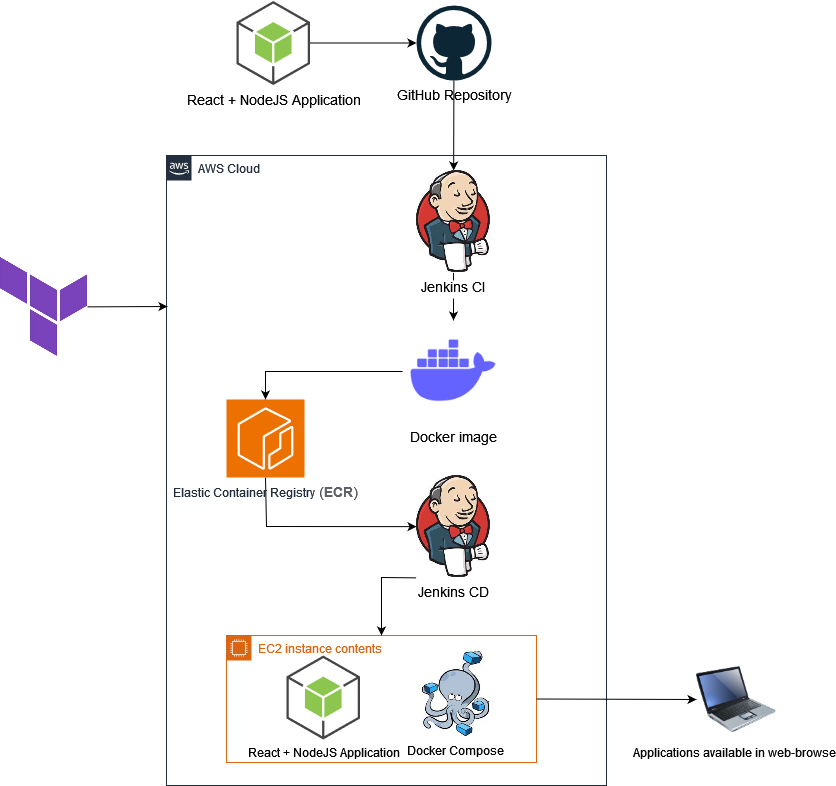 React + NodeJS Application
GitHub Repository
aws
AWS Cloud
Jenkins CI
Docker image
Elastic Container Registry (ECR)
Jenkins CD
EC2 instance contents
React + NodeJS Application
Docker Compose
Applications available in web-browse